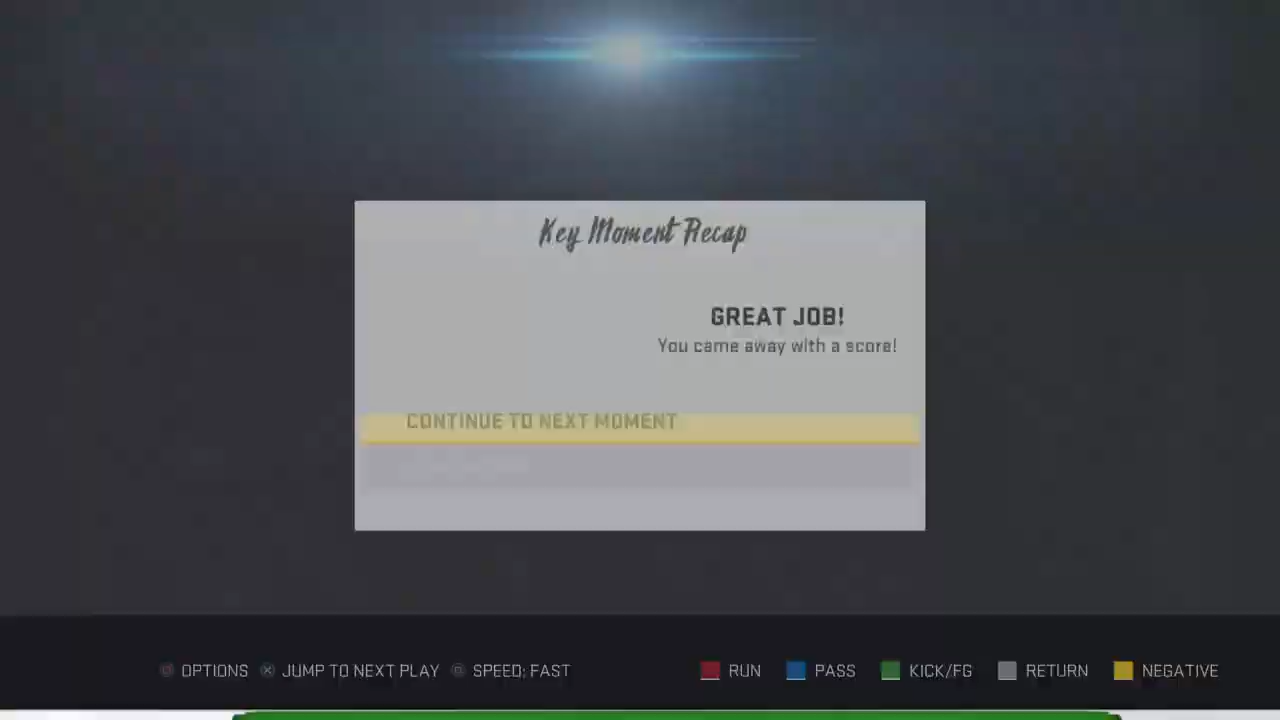 Key Moment Recap
GREAT JOB!
You came away with a score!
CONTINUE TO NEXT MOMENT
OPTIONS JUMP TO NEXT PLAY SPEED: FAST RUN PASS KICK/FG RETURN NEGATIVE